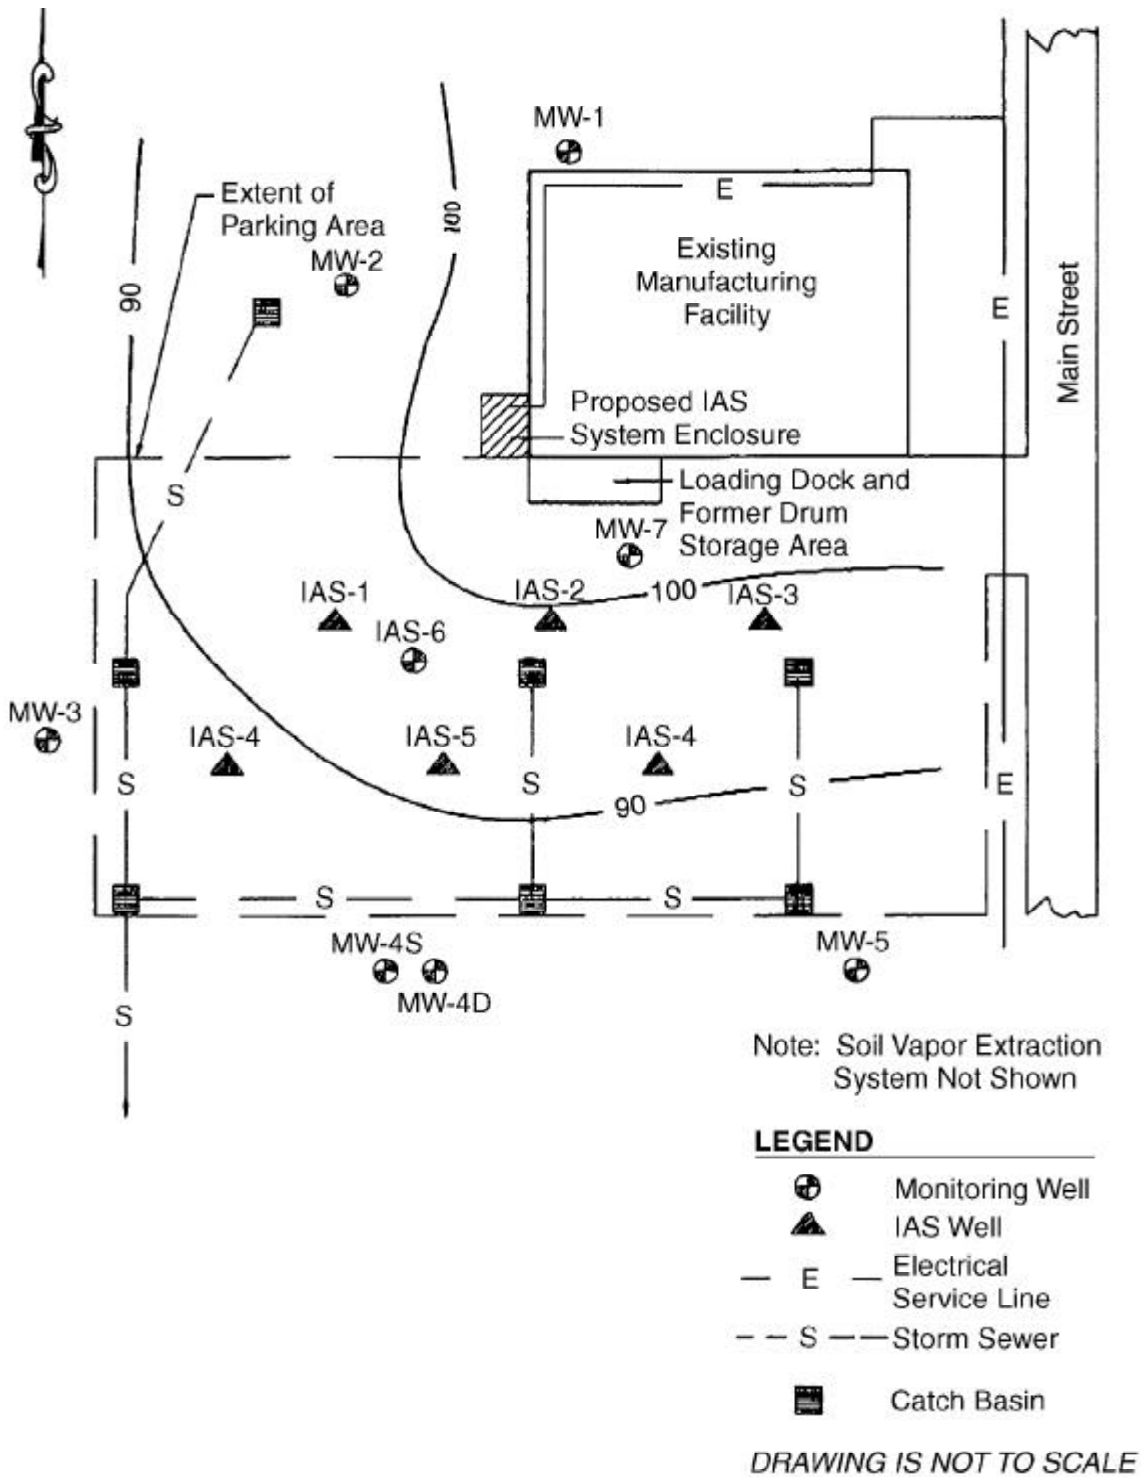 MW-1
E
Extent of
Parking Area
100
MW-2
Existing
Manufacturing
Facility
90
E
Main Street
Proposed IAS
System Enclosure
S
Loading Dock and
Former Drum
Storage Area
MW-7
100
IAS-1
IAS-2
IAS-3
IAS-6
MW-3
IAS-4
IAS-5
IAS-4
S
S
S
E
90
S
S
MW-4S
MW-5
MW-4D
S
Note: Soil Vapor Extraction
System Not Shown
LEGEND
Monitoring Well
IAS Well
E
Electrical
Service Line
S
Storm Sewer
Catch Basin
DRAWING IS NOT TO SCALE